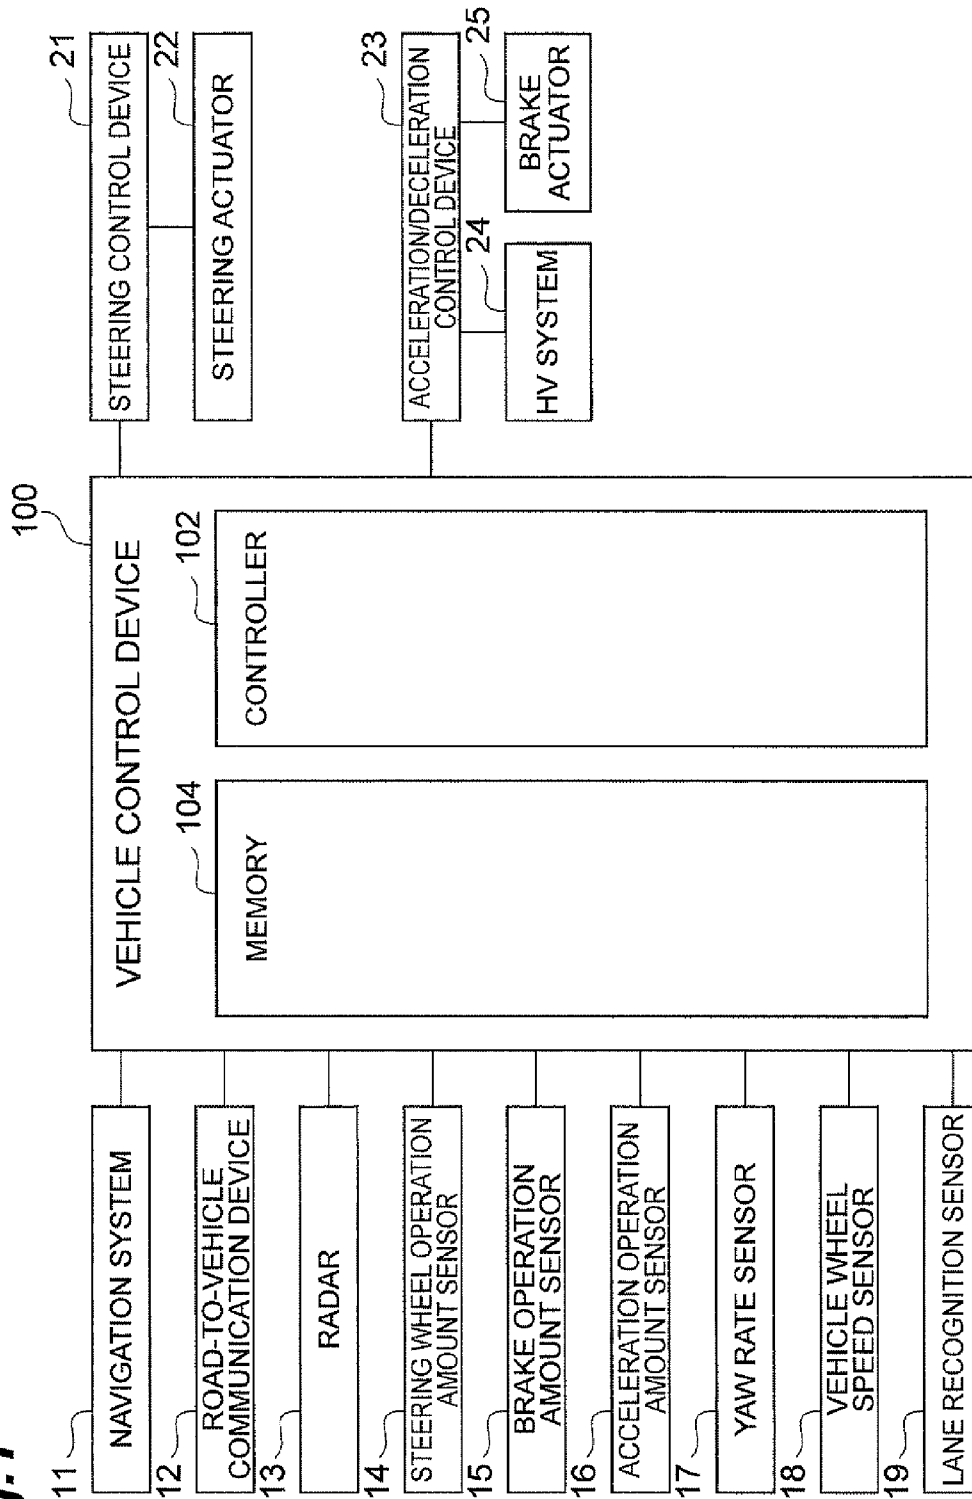 100
VEHICLE CONTROL DEVICE
11
NAVIGATION SYSTEM
12
ROAD-TO-VEHICLE
COMMUNICATION DEVICE
13
RADAR
14
STEERING WHEEL OPERATION
AMOUNT SENSOR
15
BRAKE OPERATION
AMOUNT SENSOR
16
ACCELERATION OPERATION
AMOUNT SENSOR
17
YAW RATE SENSOR
18
VEHICLE WHEEL
SPEED SENSOR
19
LANE RECOGNITION SENSOR
104
MEMORY
102
CONTROLLER
21
STEERING CONTROL DEVICE
22
STEERING ACTUATOR
23
ACCELERATION/DECELERATION
CONTROL DEVICE
24
HV SYSTEM
25
BRAKE
ACTUATOR